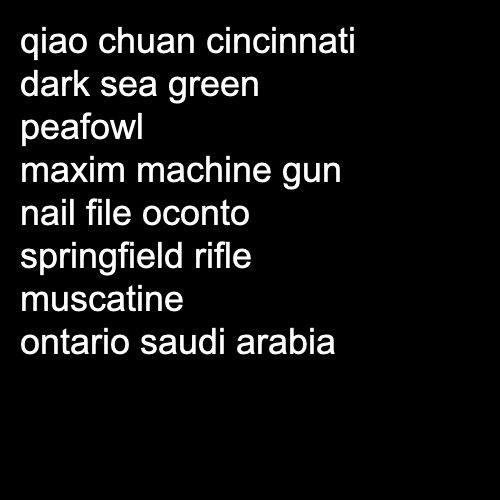 qiao chuan cincinnati
dark sea green
peafowl
maxim machine gun
nail file oconto
springfield rifle
muscatine
ontario saudi arabia